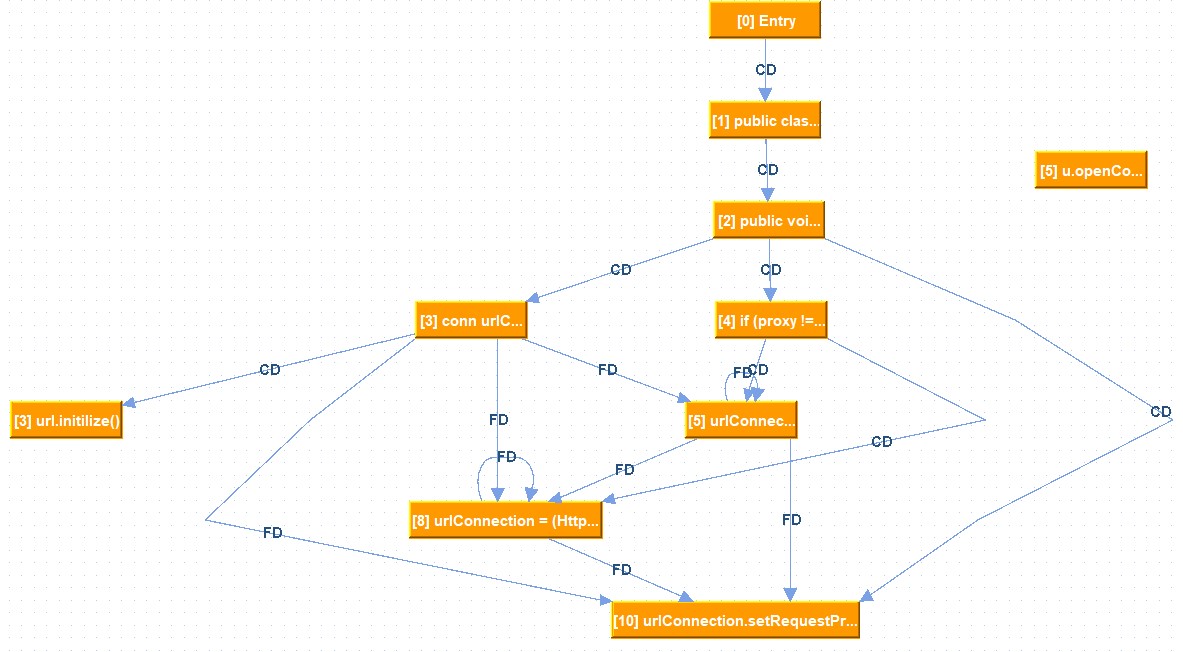 [0] Entry
CD
[1] public clas...
CD
[5] u.openCo...
[2] public voi...
CD
CD
[3] conn urlC...
[4] if (proxy !=...
CD
FD
FD
CD
[3] url.initilize()
FD
[5] urlConnec...
CD
CD
FD
FD
[8] urlConnection = (Http...
FD
FD
FD
[10] urlConnection.setRequestPr...